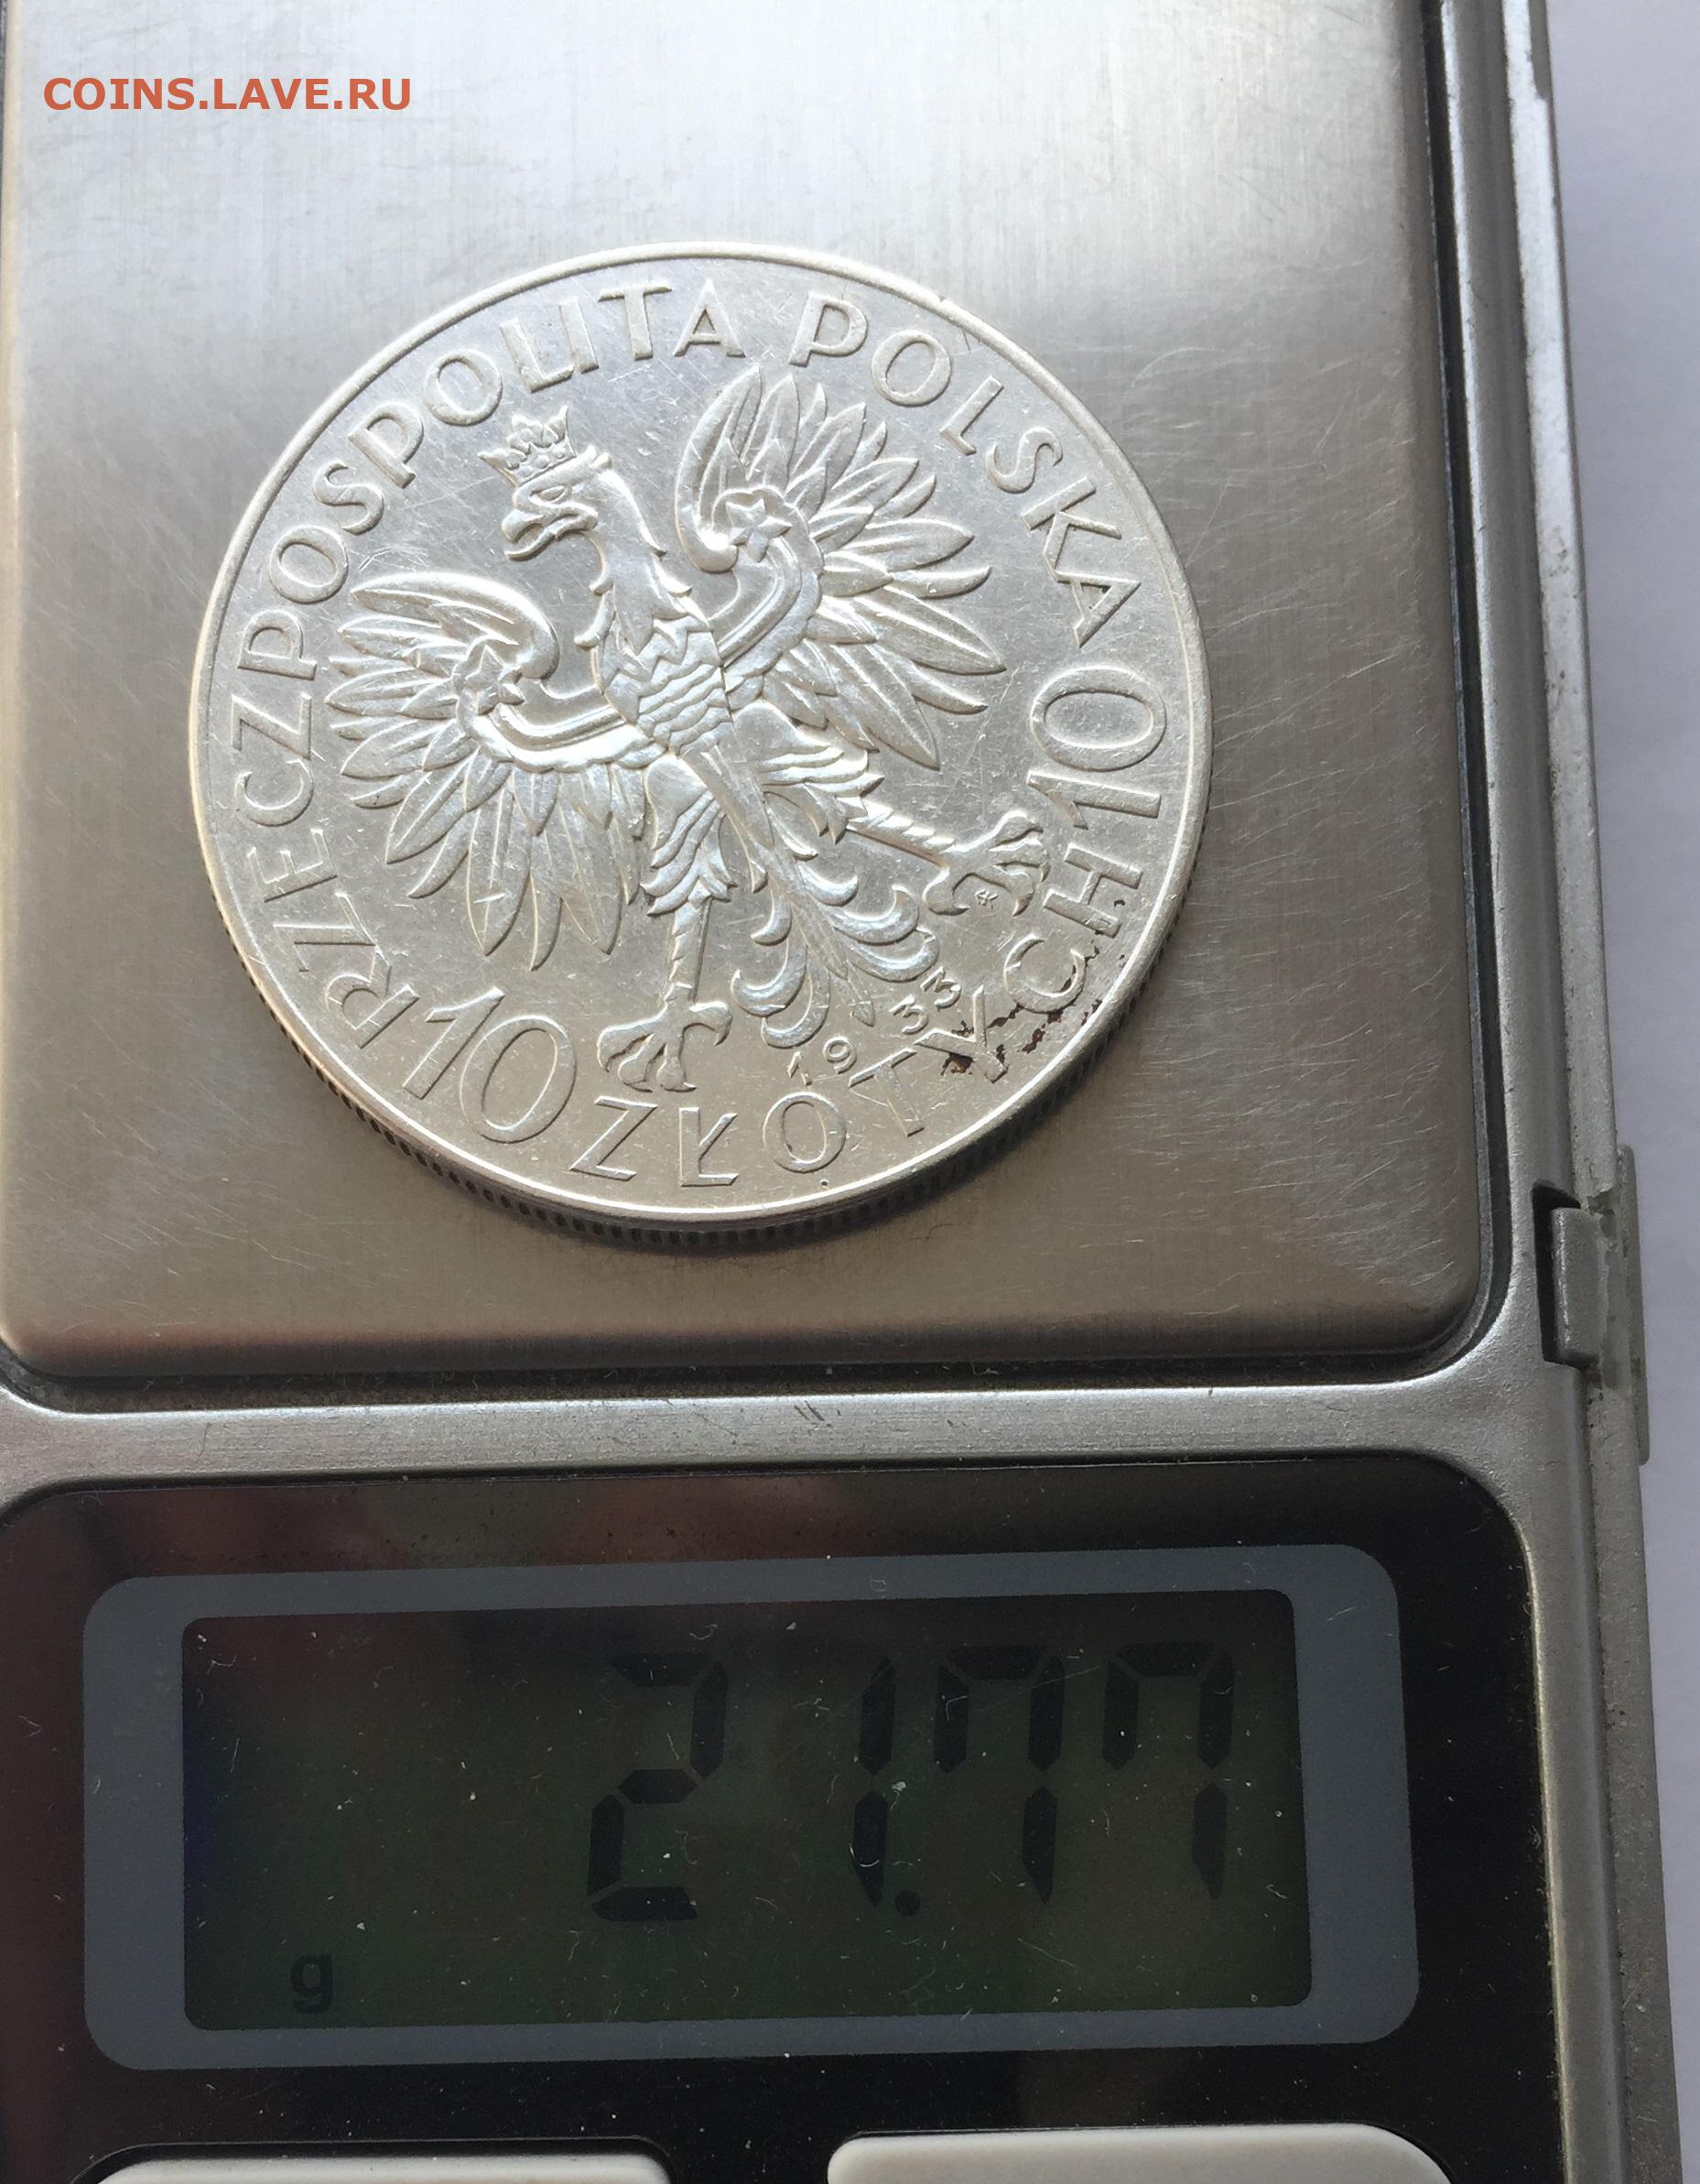 COINS.LAVE.RU
RZECZPOSPOLITA POLSKA
1933
10 ZŁOTYCH 10
21.77
g